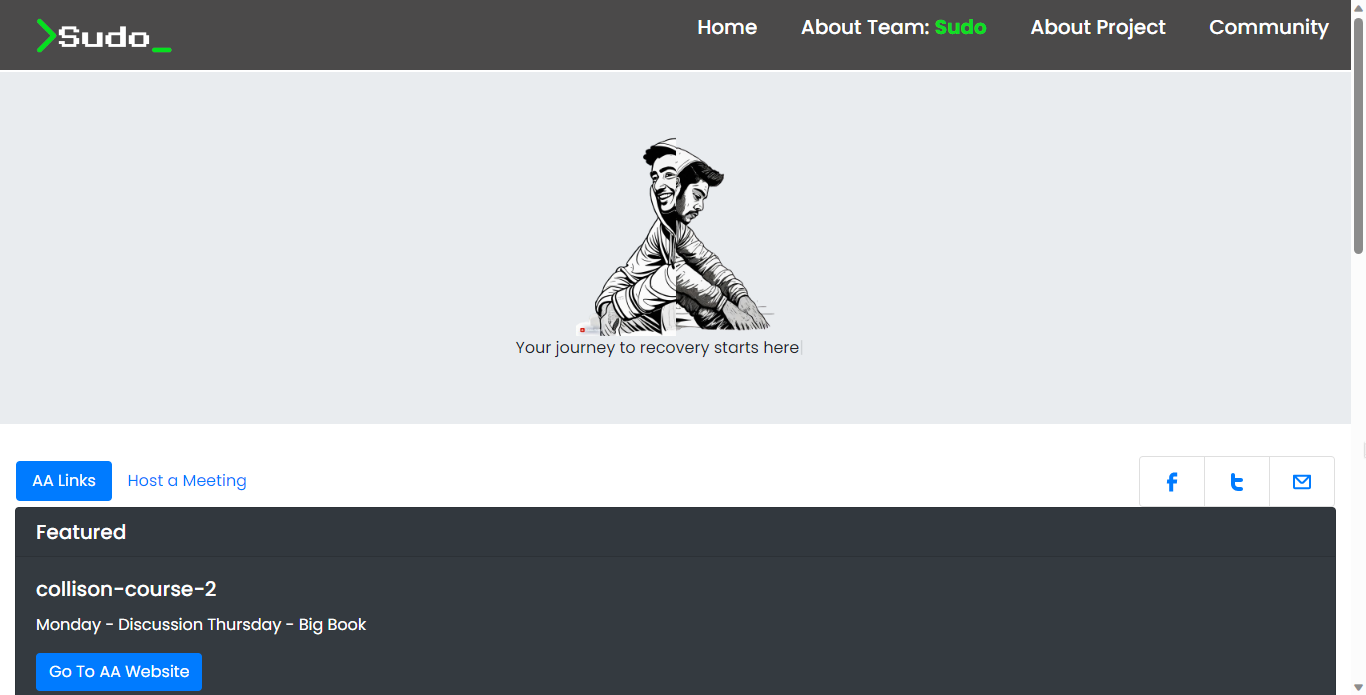 Sudo_
Home About Team: Sudo About Project Community
Your journey to recovery starts here
AA Links Host a Meeting
Featured
collison-course-2
Monday - Discussion Thursday - Big Book
Go To AA Website